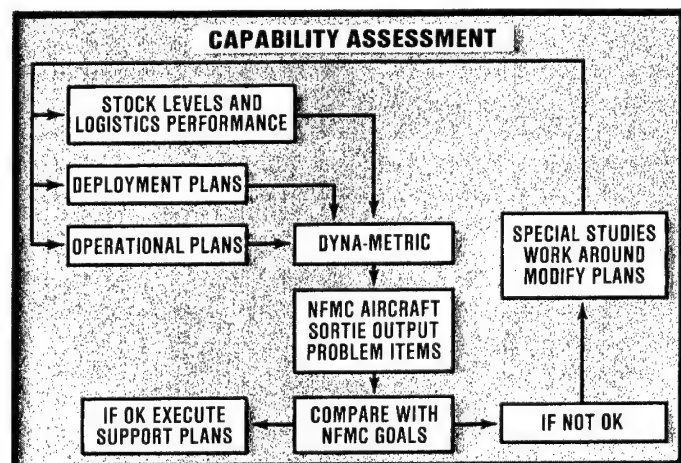 CAPABILITY ASSESSMENT
STOCK LEVELS AND
LOGISTICS PERFORMANCE
DEPLOYMENT PLANS
OPERATIONAL PLANS
DYNA-METRIC
SPECIAL STUDIES
WORK AROUND
MODIFY PLANS
NFMC AIRCRAFT
SORTIE OUTPUT
PROBLEM ITEMS
IF OK EXECUTE
SUPPORT PLANS
COMPARE WITH
NFMC GOALS
IF NOT OK